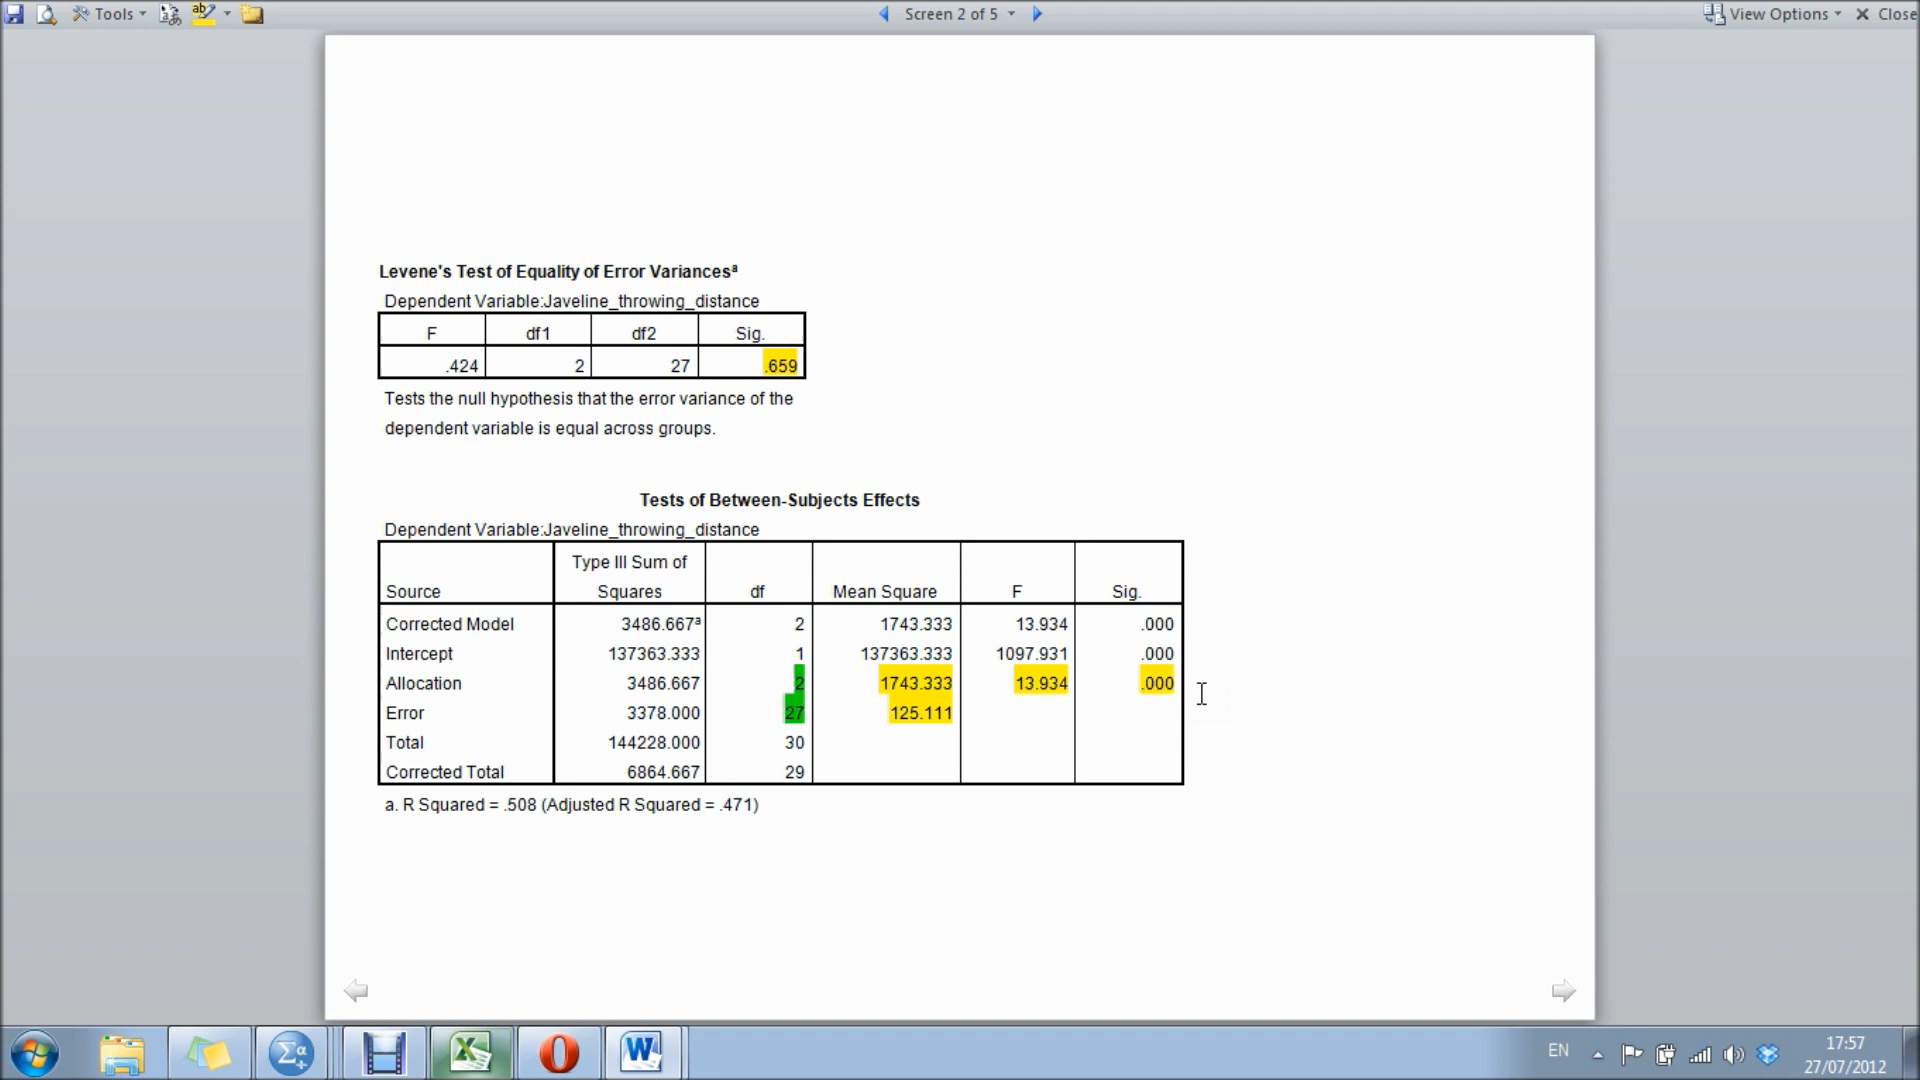 Tools
Screen 2 of 5
View Options
Close
Levene's Test of Equality of Error Variancesª
Dependent Variable:Javeline_throwing_distance
F df1 df2 Sig.
.424 2 27 .659
Tests the null hypothesis that the error variance of the
dependent variable is equal across groups.
Tests of Between-Subjects Effects
Dependent Variable:Javeline_throwing_distance
Type III Sum of
Source Squares df Mean Square F Sig.
Corrected Model 3486.667ª 2 1743.333 13.934 .000
Intercept 137363.333 1 137363.333 1097.931 .000
Allocation 3486.667 2 1743.333 13.934 .000
Error 3378.000 27 125.111
Total 144228.000 30
Corrected Total 6864.667 29
a. R Squared = .508 (Adjusted R Squared = .471)
EN
17:57
27/07/2012